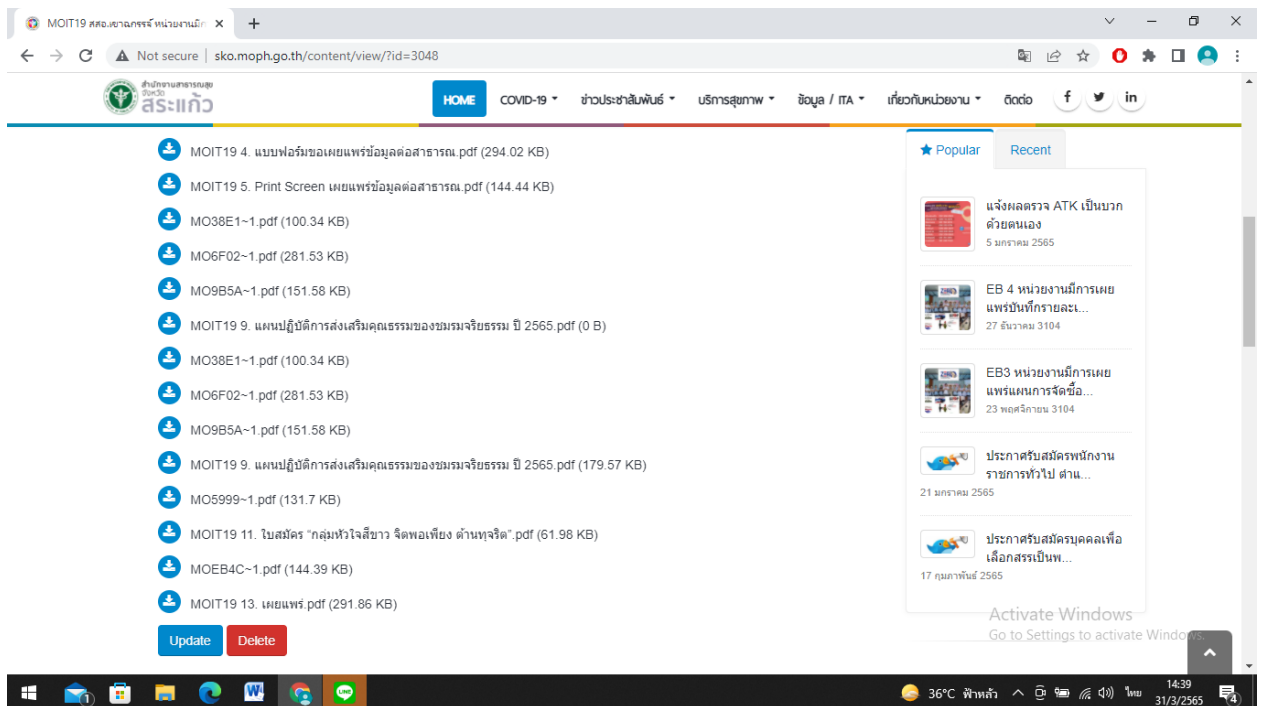 MOIT19 สสอ.เขาฉกรรจ์ หน่วยงานมีก
Not secure | sko.moph.go.th/content/view/?id=3048
สำนักงานสาธารณสุข
จังหวัด
สระแก้ว
HOME
COVID-19
ข่าวประชาสัมพันธ์
บริการสุขภาพ
ข้อมูล / ITA
เกี่ยวกับหน่วยงาน
ติดต่อ
MOIT19 4. แบบฟอร์มขอเผยแพร่ข้อมูลต่อสาธารณ.pdf (294.02 KB)
MOIT19 5. Print Screen เผยแพร่ข้อมูลต่อสาธารณ.pdf (144.44 KB)
MO38E1~1.pdf (100.34 KB)
MO6F02~1.pdf (281.53 KB)
MO9B5A~1.pdf (151.58 KB)
MOIT19 9. แผนปฏิบัติการส่งเสริมคุณธรรมของชมรมจริยธรรม ปี 2565.pdf (0 B)
MO38E1~1.pdf (100.34 KB)
MO6F02~1.pdf (281.53 KB)
MO9B5A~1.pdf (151.58 KB)
MOIT19 9. แผนปฏิบัติการส่งเสริมคุณธรรมของชมรมจริยธรรม ปี 2565.pdf (179.57 KB)
MO5999~1.pdf (131.7 KB)
MOIT19 11. ใบสมัคร "กลุ่มหัวใจสีขาว จิตพอเพียง ต้านทุจริต".pdf (61.98 KB)
MOEB4C~1.pdf (144.39 KB)
MOIT19 13. เผยแพร่.pdf (291.86 KB)
Update
Delete
Popular
Recent
แจ้งผลตรวจ ATK เป็นบวก
ด้วยตนเอง
5 มกราคม 2565
EB 4 หน่วยงานมีการเผย
แพร่บันทึกรายละเ...
27 ธันวาคม 3104
EB3 หน่วยงานมีการเผย
แพร่แผนการจัดซื้อ...
23 พฤศจิกายน 3104
ประกาศรับสมัครพนักงาน
ราชการทั่วไป ตำแ...
21 มกราคม 2565
ประกาศรับสมัครบุคคลเพื่อ
เลือกสรรเป็นพ...
17 กุมภาพันธ์ 2565
Activate Windows
Go to Settings to activate Windows.
36°C ฟ้าหลัว
ไทย
14:39
31/3/2565